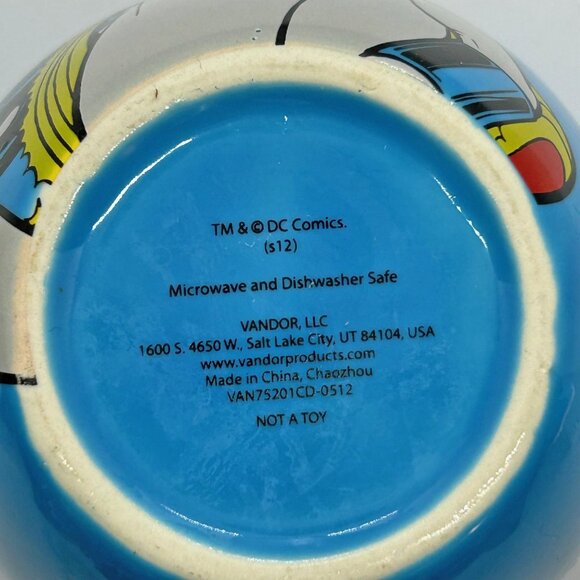 TM & © DC Comics.
(s12)
Microwave and Dishwasher Safe
VANDOR, LLC
1600 S. 4650 W., Salt Lake City, UT 84104, USA
www.vandorproducts.com
Made in China, Chaozhou
VAN75201CD-0512
NOT A TOY